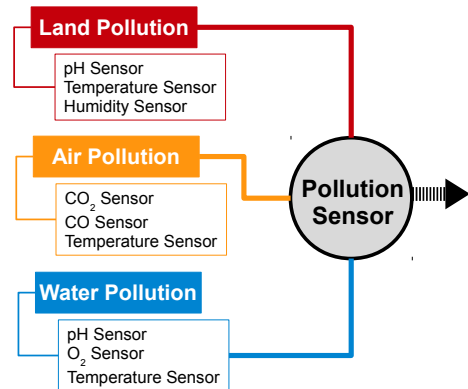 Land Pollution
pH Sensor
Temperature Sensor
Humidity Sensor
Air Pollution
CO₂ Sensor
CO Sensor
Temperature Sensor
Pollution
Sensor
Water Pollution
pH Sensor
O₂ Sensor
Temperature Sensor